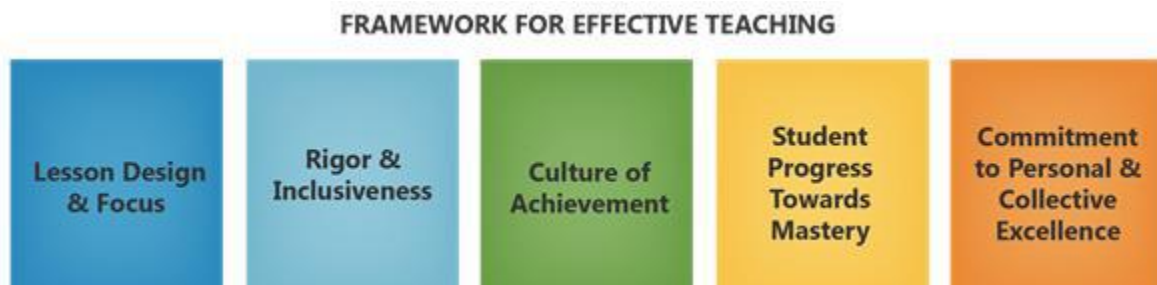 FRAMEWORK FOR EFFECTIVE TEACHING
Lesson Design
& Focus
Rigor &
Inclusiveness
Culture of
Achievement
Student
Progress
Towards
Mastery
Commitment
to Personal &
Collective
Excellence